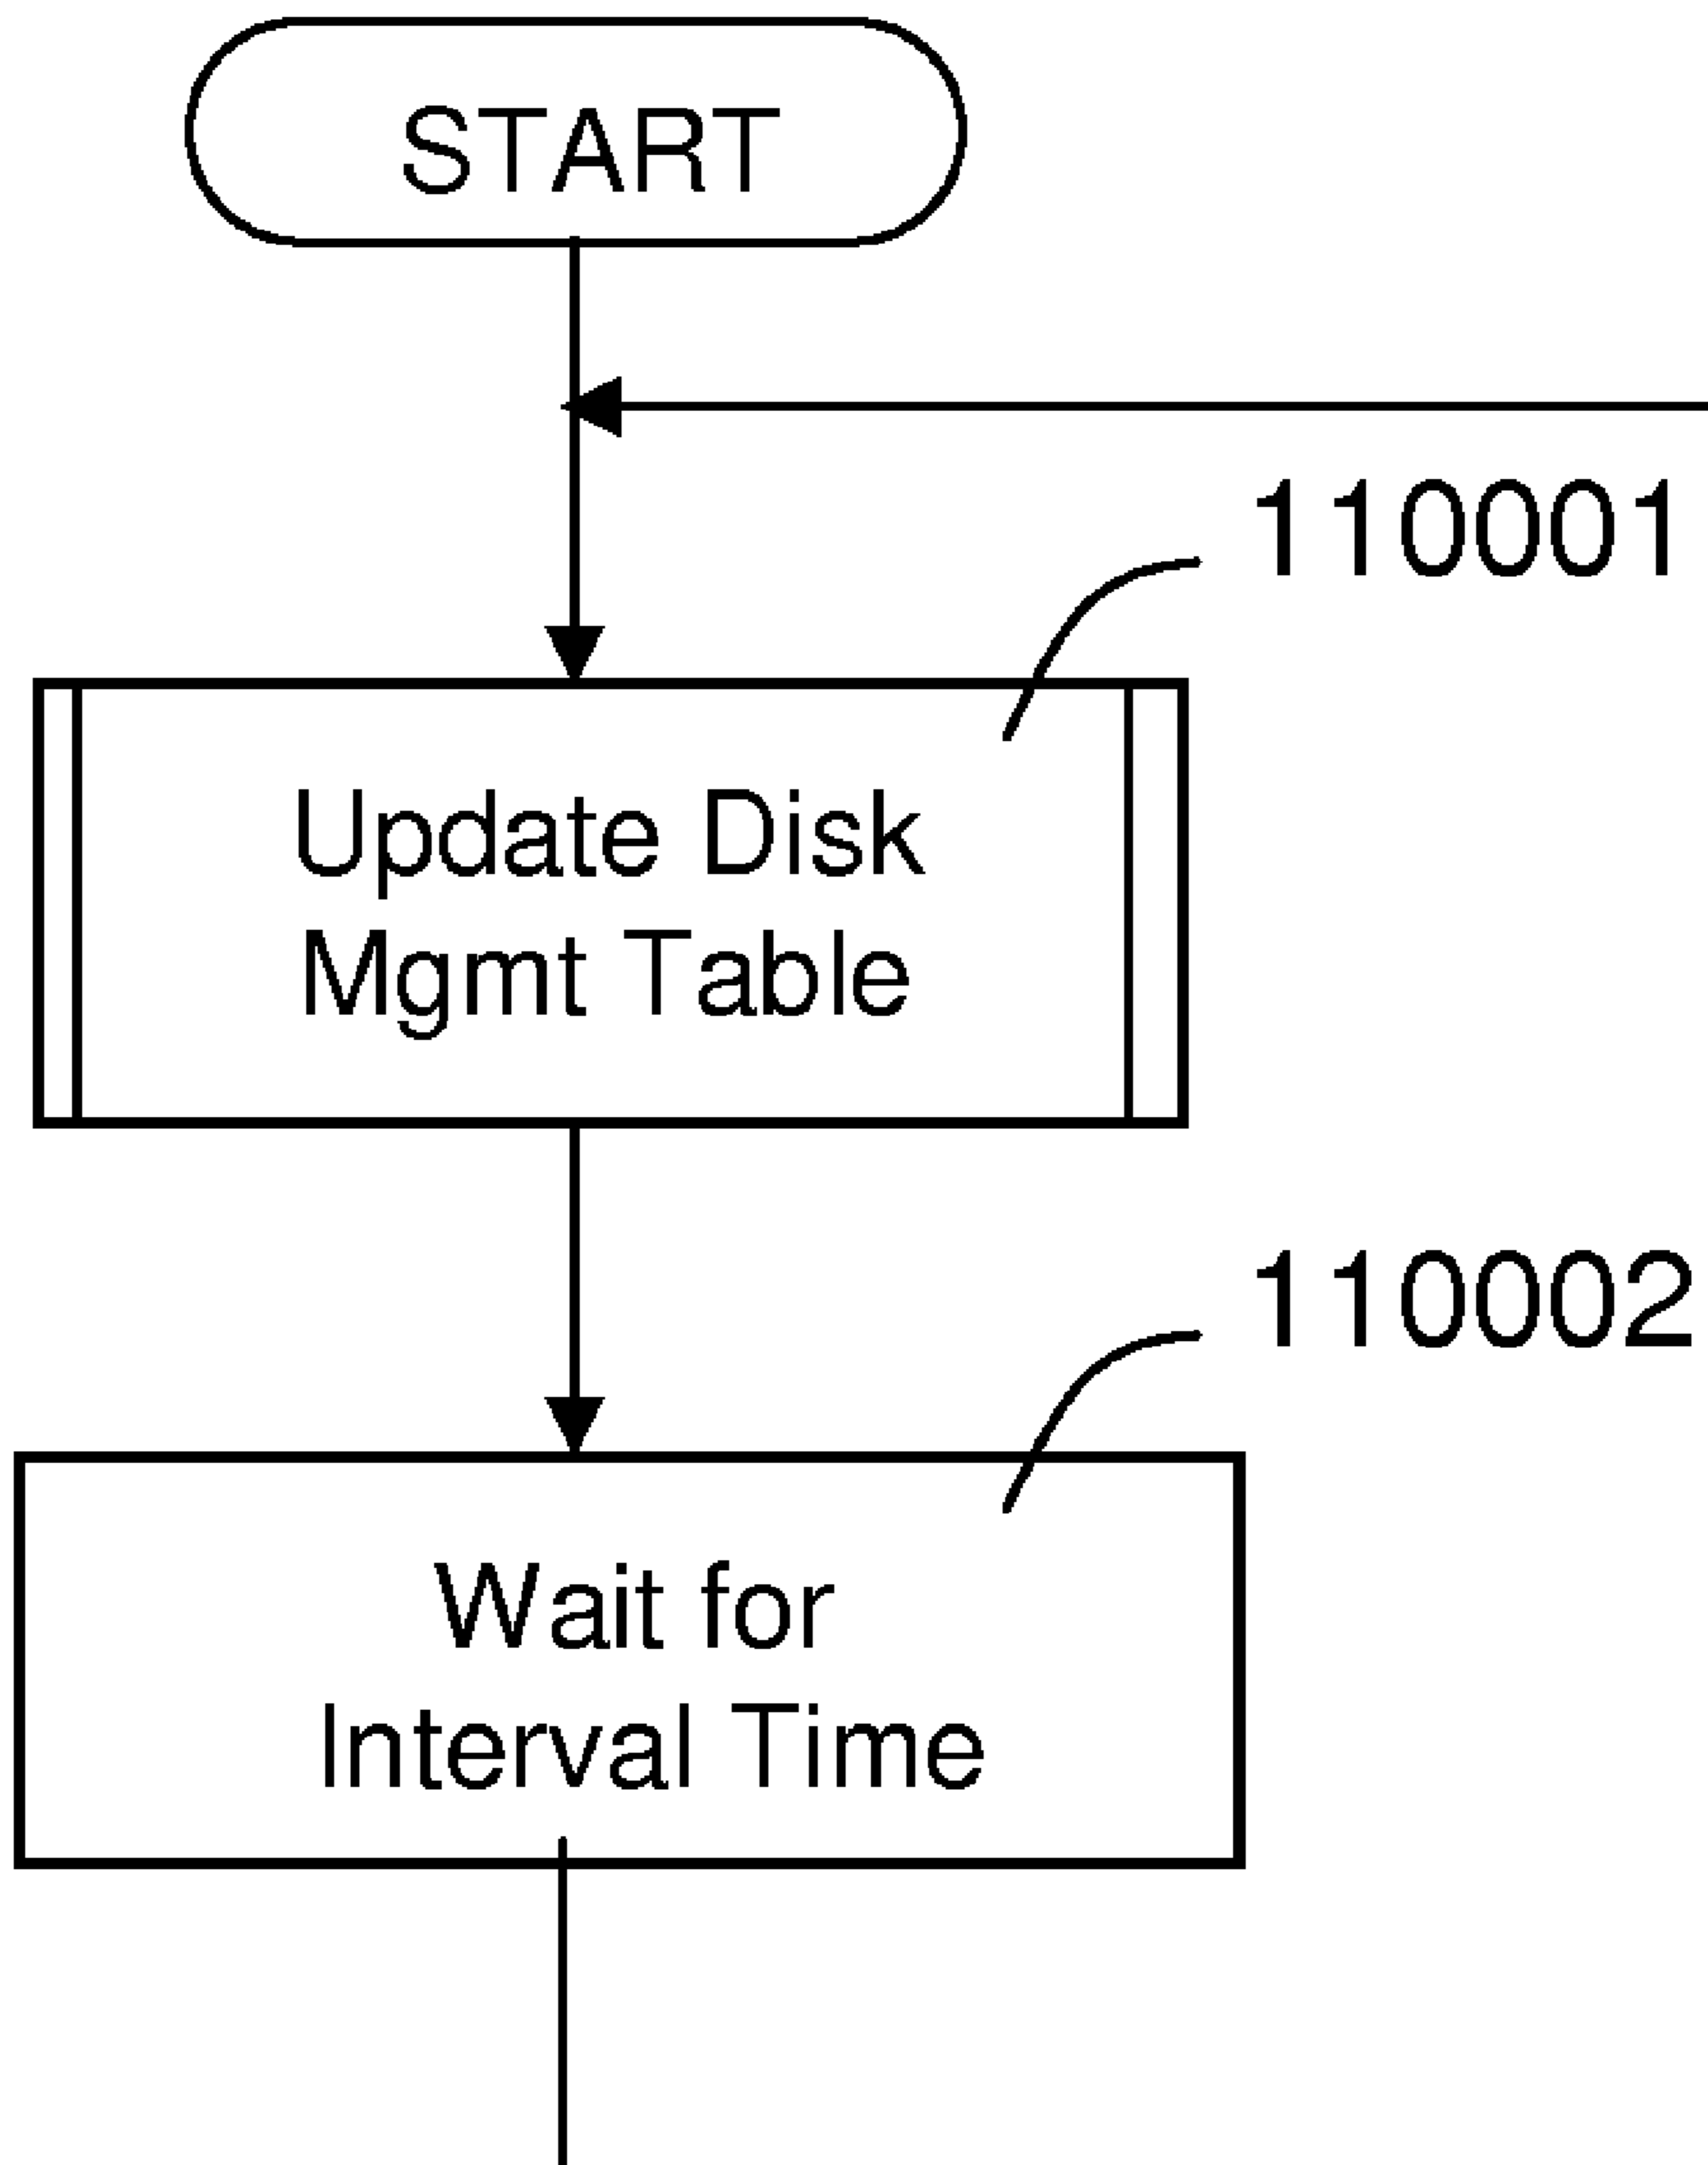 START
110001
Update Disk
Mgmt Table
110002
Wait for
Interval Time